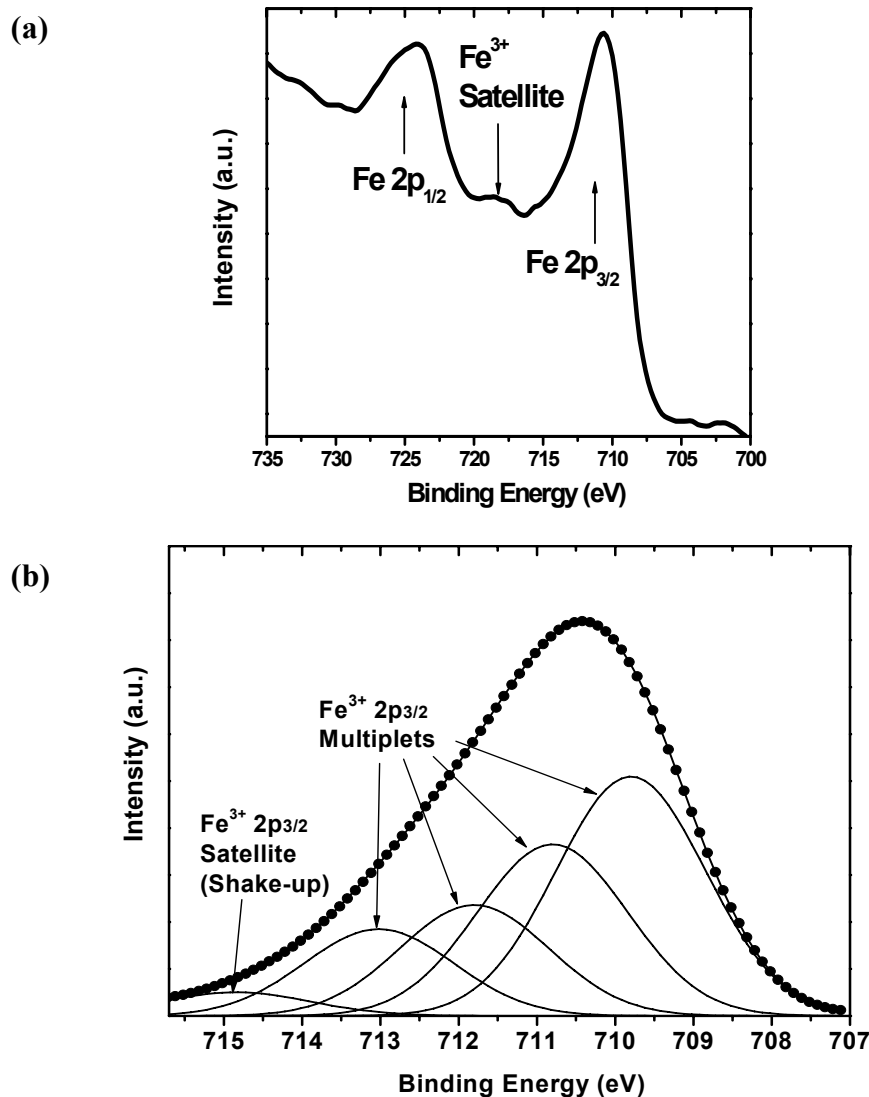 (a)
Fe³⁺
Satellite
Fe 2p₁/₂
Fe 2p₃/₂
Intensity (a.u.)
735 730 725 720 715 710 705 700
Binding Energy (eV)
(b)
Fe³⁺ 2p3/2
Multiplets
Fe³⁺ 2p3/2
Satellite
(Shake-up)
Intensity (a.u.)
715 714 713 712 711 710 709 708 707
Binding Energy (eV)